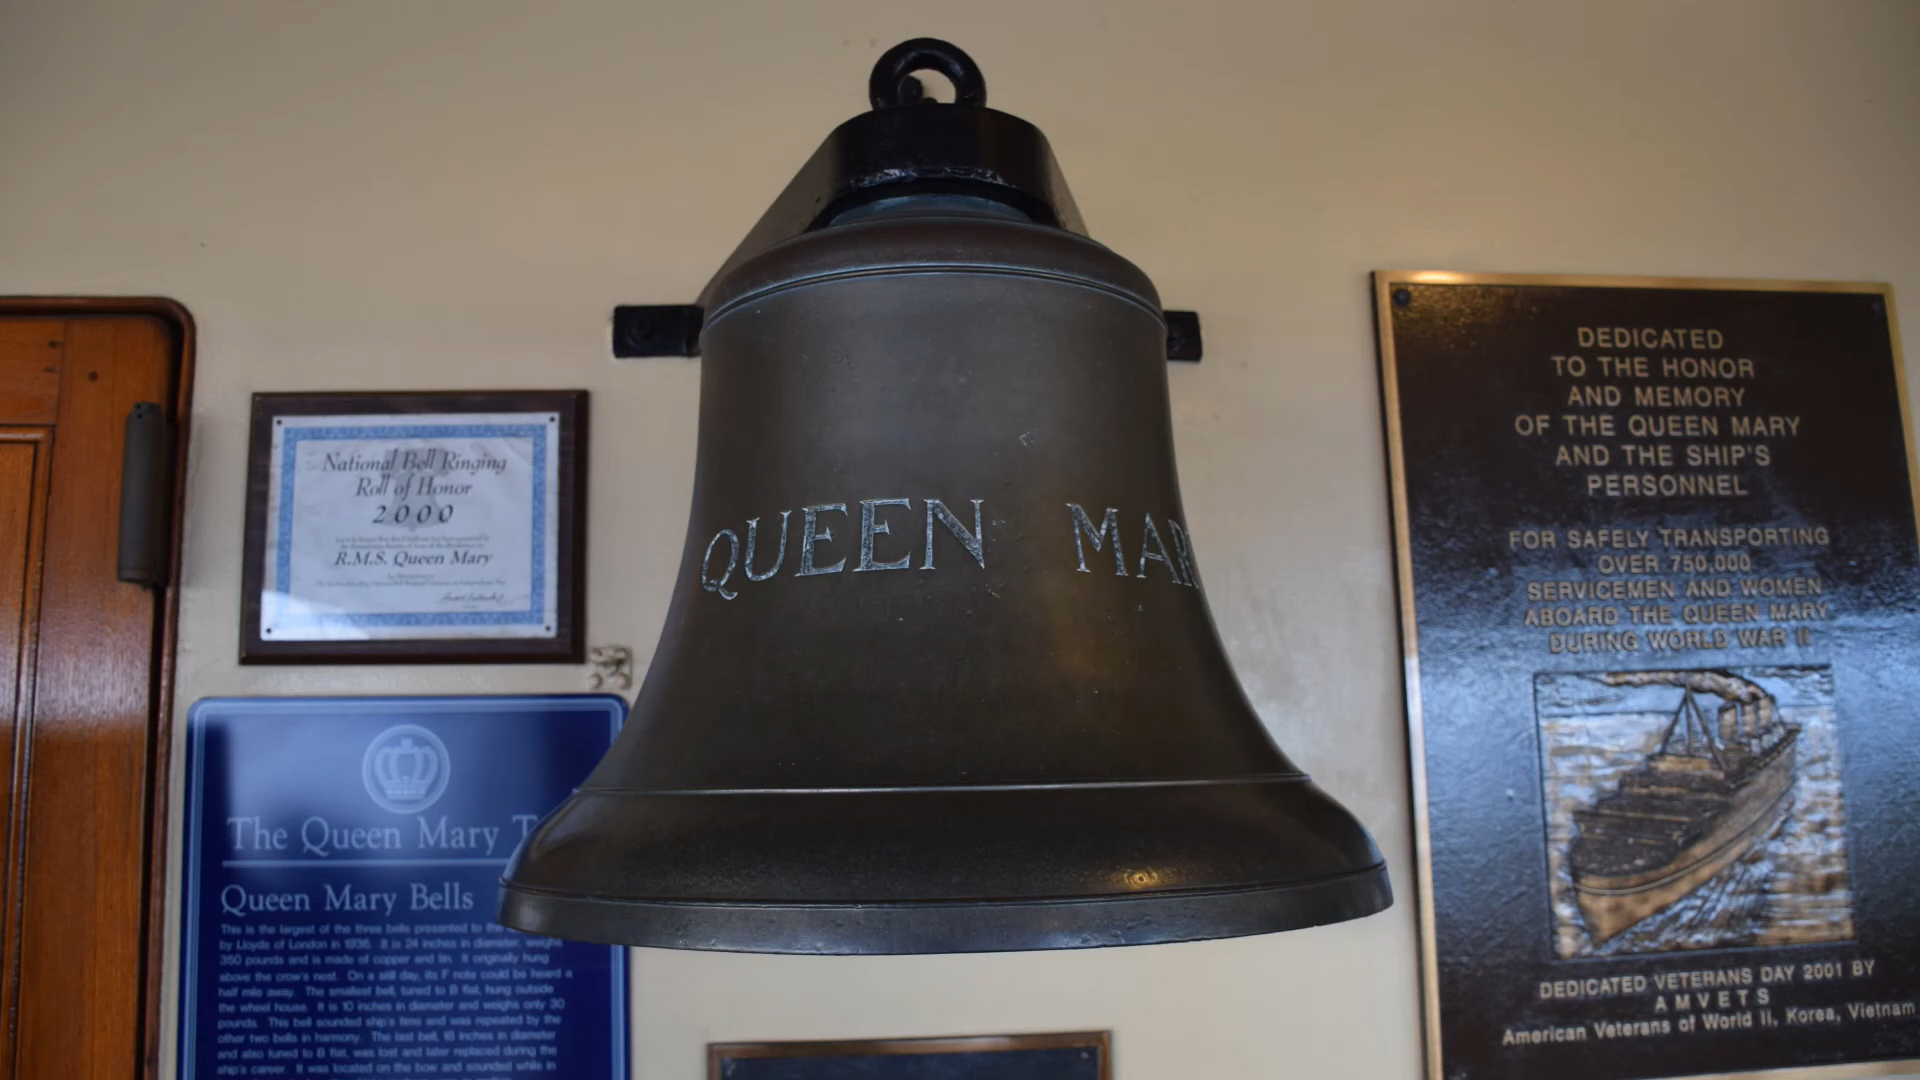 National Bell Ringing
Roll of Honor
2000
R.M.S. Queen Mary
The Queen Mary T
Queen Mary Bells
This is the largest of the three bells presented to the
by Lloyds of London in 1936. It is 24 inches in diameter, weighs
350 pounds and is made of copper and tin. It originally hung
above the crow's nest. On a still day, its F note could be heard a
half mile away. The smallest bell, tuned to B flat, hung outside
the wheel house. It is 10 inches in diameter and weighs only 30
pounds. This bell sounded ship's time and was repeated by the
other two bells in harmony. The last bell, 18 inches in diameter
and also tuned to B flat, was lost and later replaced during the
ship's career. It was located on the bow and sounded while in
QUEEN MAR
DEDICATED
TO THE HONOR
AND MEMORY
OF THE QUEEN MARY
AND THE SHIP'S
PERSONNEL
FOR SAFELY TRANSPORTING
OVER 750,000
SERVICEMEN AND WOMEN
ABOARD THE QUEEN MARY
DURING WORLD WAR II
DEDICATED VETERANS DAY 2001 BY
AMVETS
American Veterans of World II, Korea, Vietnam